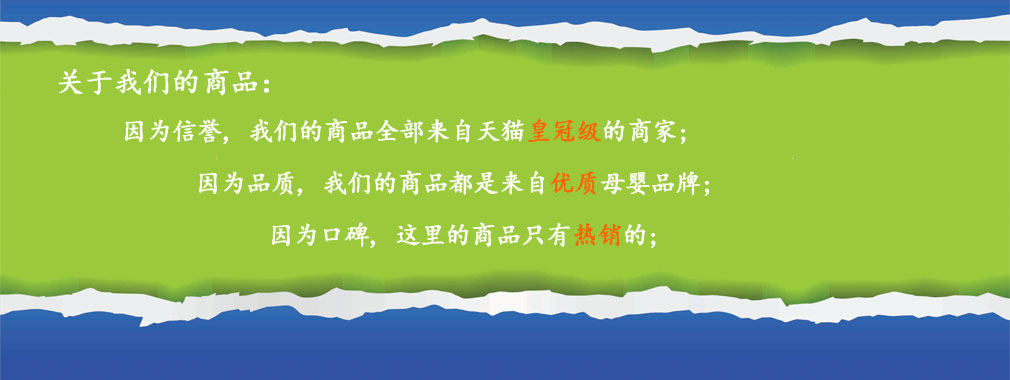 关于我们的商品：
因为信誉，我们的商品全部来自天猫皇冠级的商家；
因为品质，我们的商品都是来自优质母婴品牌；
因为口碑，这里的商品只有热销的；